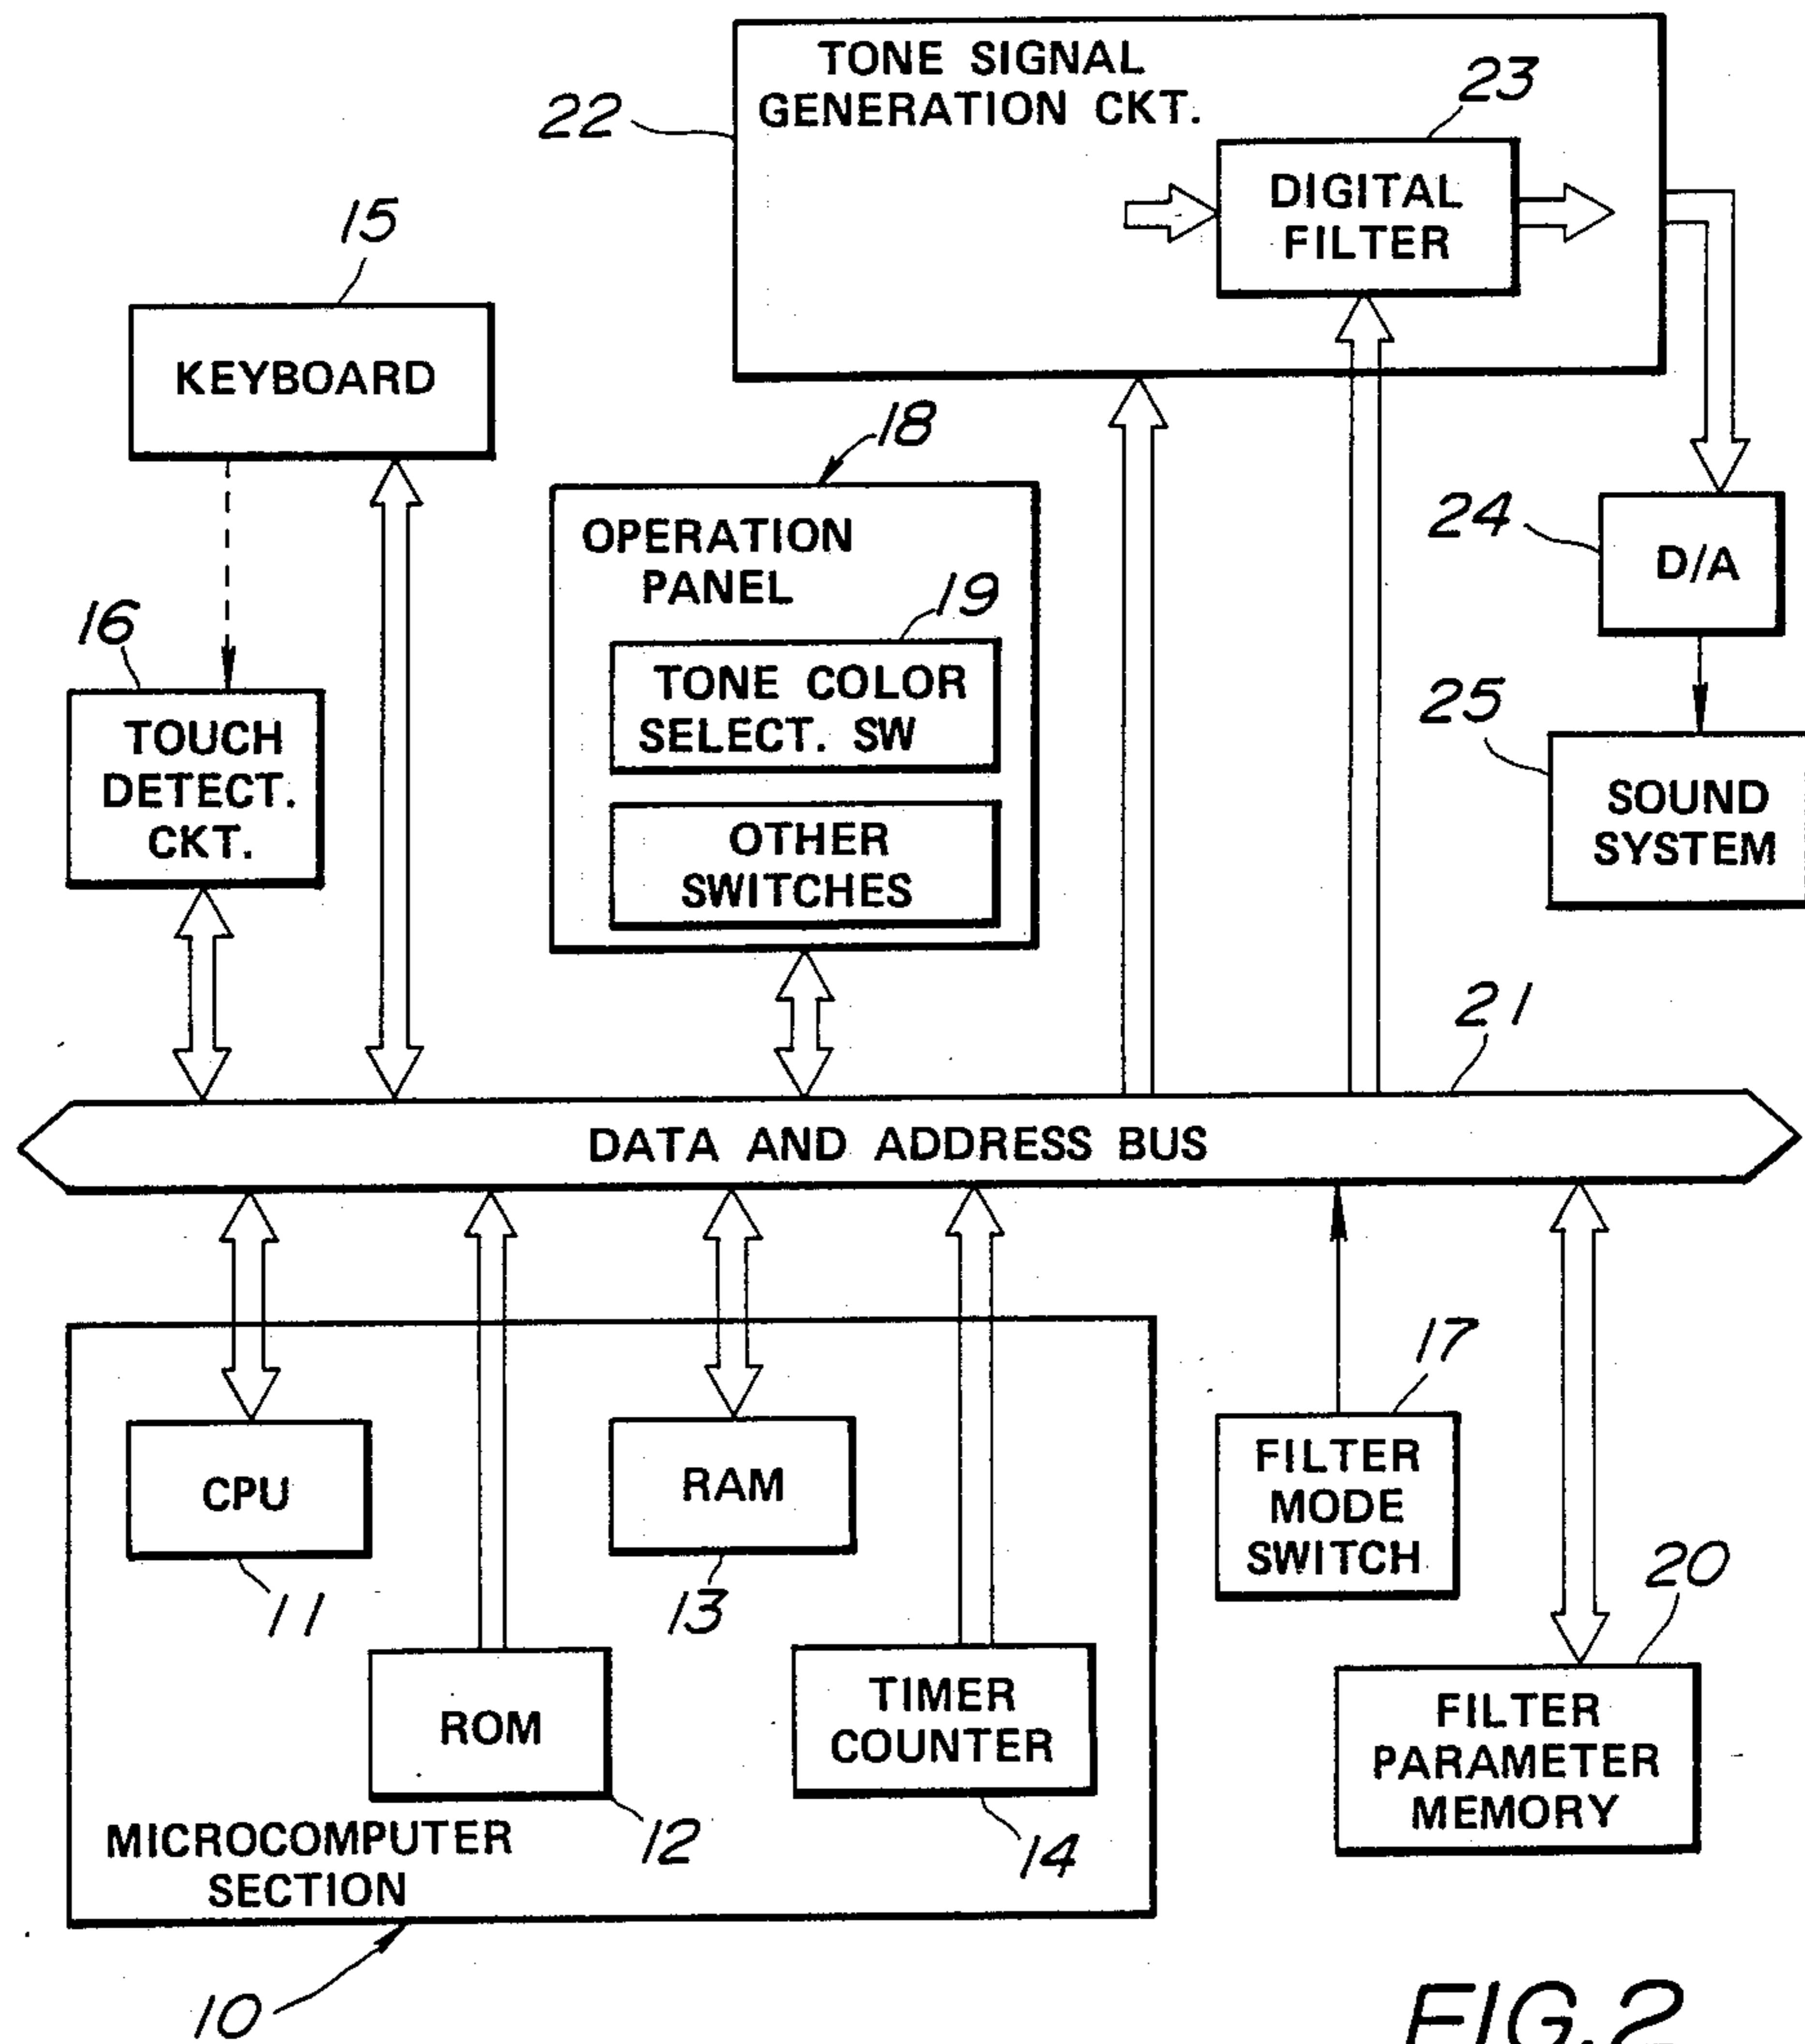 TONE SIGNAL
GENERATION CKT.
22
23
DIGITAL
FILTER
15
KEYBOARD
18
OPERATION
PANEL
19
TONE COLOR
SELECT. SW
OTHER
SWITCHES
24
D/A
16
TOUCH
DETECT.
CKT.
25
SOUND
SYSTEM
21
DATA AND ADDRESS BUS
CPU
11
RAM
13
17
FILTER
MODE
SWITCH
20
ROM
12
TIMER
COUNTER
14
FILTER
PARAMETER
MEMORY
MICROCOMPUTER
SECTION
10
FIG.2